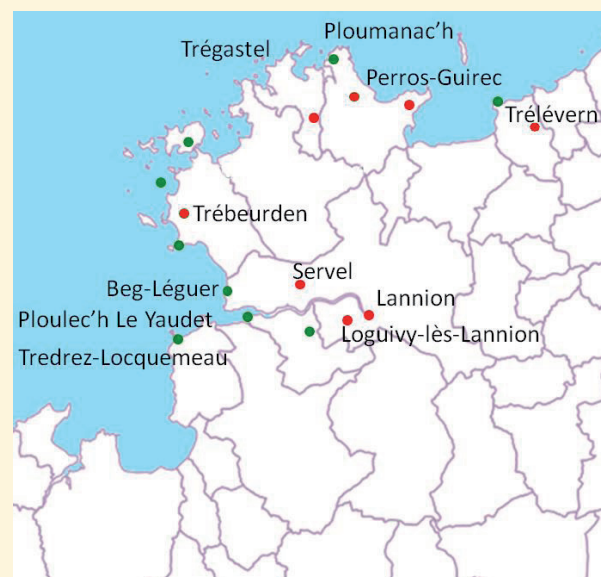 Ploumanac'h
Trégastel
Perros-Guirec
Trélévern
Trébeurden
Servel
Beg-Léguer
Lannion
Ploulec'h Le Yaudet
Loguivy-lès-Lannion
Tredrez-Locquemeau